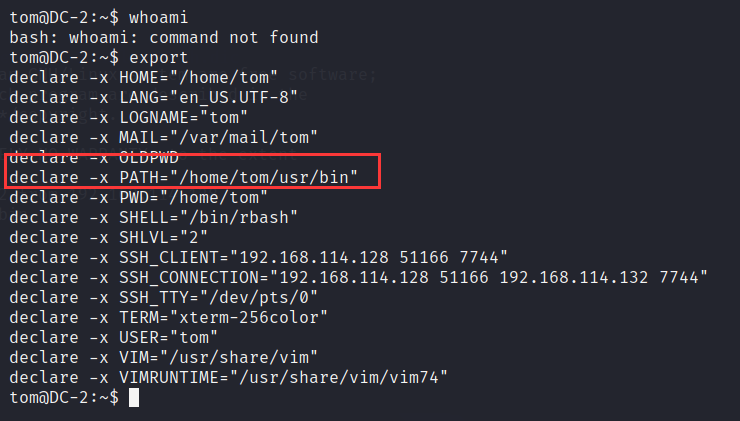 tom@DC-2:~$ whoami
bash: whoami: command not found
tom@DC-2:~$ export
declare -x HOME="/home/tom"
declare -x LANG="en_US.UTF-8"
declare -x LOGNAME="tom"
declare -x MAIL="/var/mail/tom"
declare -x OLDPWD
declare -x PATH="/home/tom/usr/bin"
declare -x PWD="/home/tom"
declare -x SHELL="/bin/rbash"
declare -x SHLVL="2"
declare -x SSH_CLIENT="192.168.114.128 51166 7744"
declare -x SSH_CONNECTION="192.168.114.128 51166 192.168.114.132 7744"
declare -x SSH_TTY="/dev/pts/0"
declare -x TERM="xterm-256color"
declare -x USER="tom"
declare -x VIM="/usr/share/vim"
declare -x VIMRUNTIME="/usr/share/vim/vim74"
tom@DC-2:~$